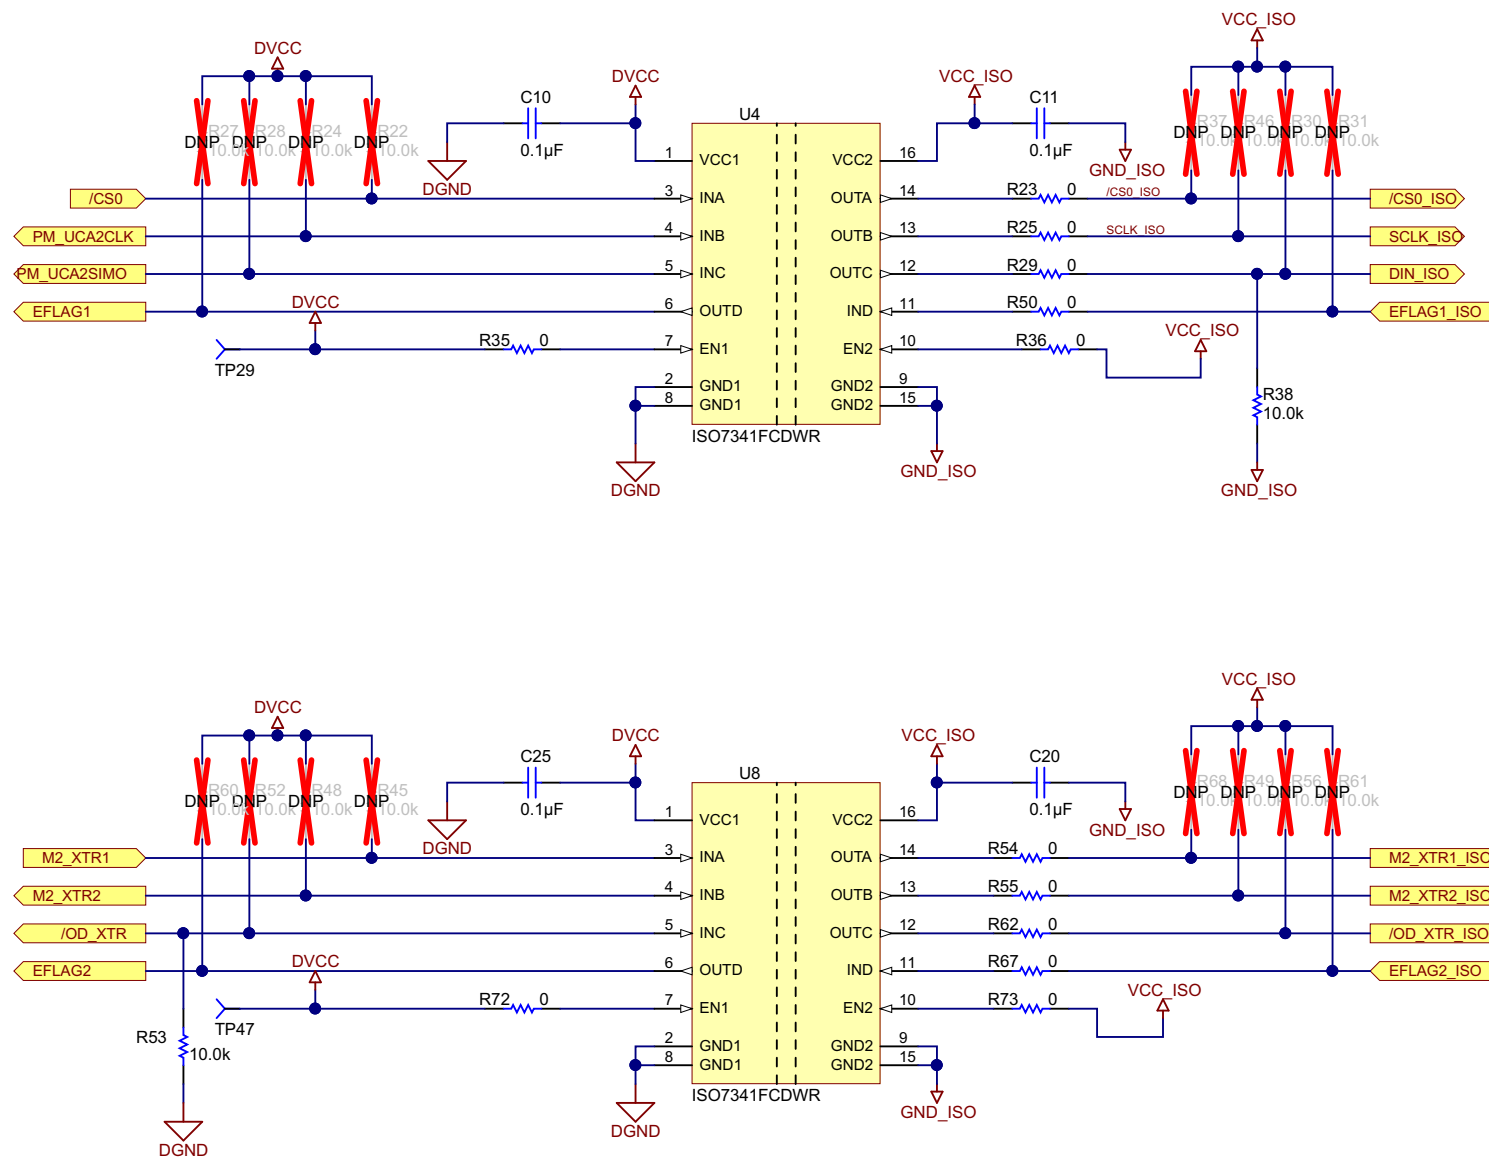 VCC_ISO
DVCC
DVCC
VCC_ISO
C10
C11
U4
R27 R28 R24 R22
R37 R46 R30 R31
DNP DNP DNP DNP
DNP DNP DNP DNP
10.0k 10.0k 10.0k 10.0k
10.0k 10.0k 10.0k 10.0k
0.1µF
0.1µF
DGND
GND_ISO
1 VCC1 VCC2 16
/CS0 3 INA OUTA 14 R23 0 /CS0_ISO /CS0_ISO
PM_UCA2CLK 4 INB OUTB 13 R25 0 SCLK_ISO SCLK_ISO
PM_UCA2SIMO 5 INC OUTC 12 R29 0 DIN_ISO
EFLAG1 DVCC 6 OUTD IND 11 R50 0 EFLAG1_ISO
VCC_ISO
R35 0 7 EN1 EN2 10 R36 0
TP29
2 GND1 GND2 9
8 GND1 GND2 15
R38
10.0k
ISO7341FCDWR
DGND
GND_ISO
GND_ISO
VCC_ISO
DVCC
DVCC
VCC_ISO
C25
C20
U8
R60 R52 R48 R45
R68 R49 R56 R61
DNP DNP DNP DNP
DNP DNP DNP DNP
10.0k 10.0k 10.0k 10.0k
10.0k 10.0k 10.0k 10.0k
0.1µF
0.1µF
DGND
GND_ISO
1 VCC1 VCC2 16
M2_XTR1 3 INA OUTA 14 R54 0 M2_XTR1_ISO
M2_XTR2 4 INB OUTB 13 R55 0 M2_XTR2_ISO
/OD_XTR 5 INC OUTC 12 R62 0 /OD_XTR_ISO
EFLAG2 DVCC 6 OUTD IND 11 R67 0 EFLAG2_ISO
VCC_ISO
R72 0 7 EN1 EN2 10 R73 0
TP47
R53
10.0k
2 GND1 GND2 9
8 GND1 GND2 15
ISO7341FCDWR
DGND
GND_ISO
DGND